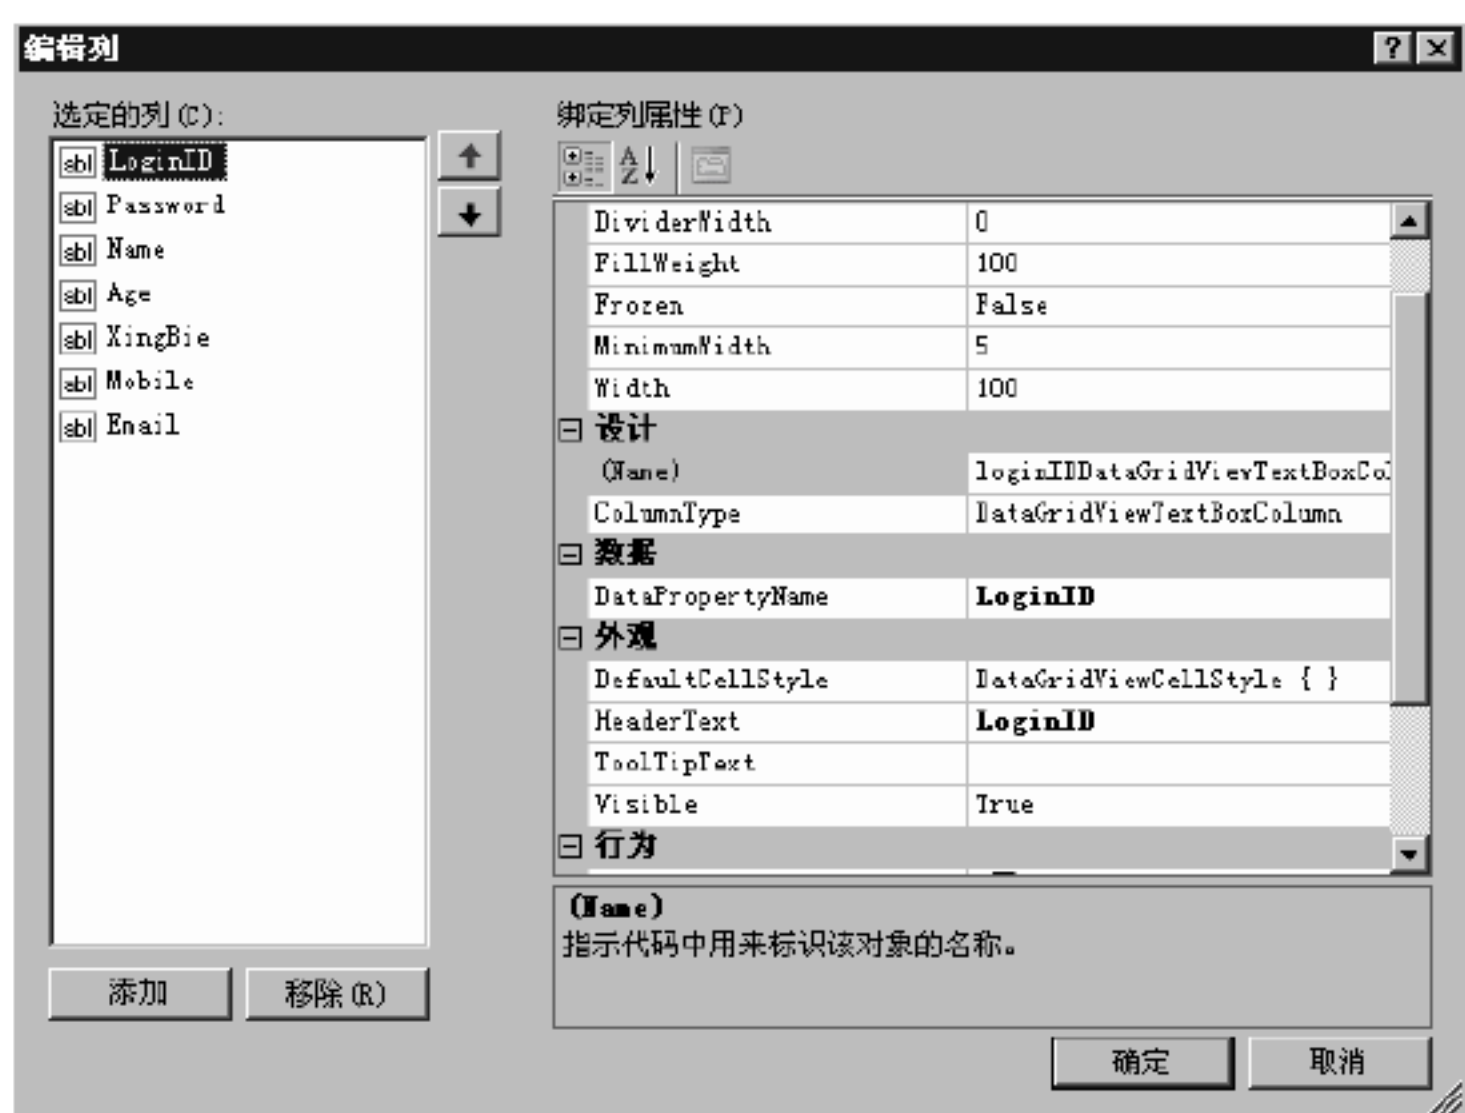 编辑列
选定的列(C):
LoginID
Password
Name
Age
XingBie
Mobile
Email
添加
移除(R)
绑定列属性(P)
DividerWidth 0
FillWeight 100
Frozen False
MinimumWidth 5
Width 100
设计
(Name) loginIDDataGridViewTextBoxCol
ColumnType DataGridViewTextBoxColumn
数据
DataPropertyName LoginID
外观
DefaultCellStyle DataGridViewCellStyle { }
HeaderText LoginID
ToolTipText
Visible True
行为
(Name)
指示代码中用来标识该对象的名称。
确定
取消